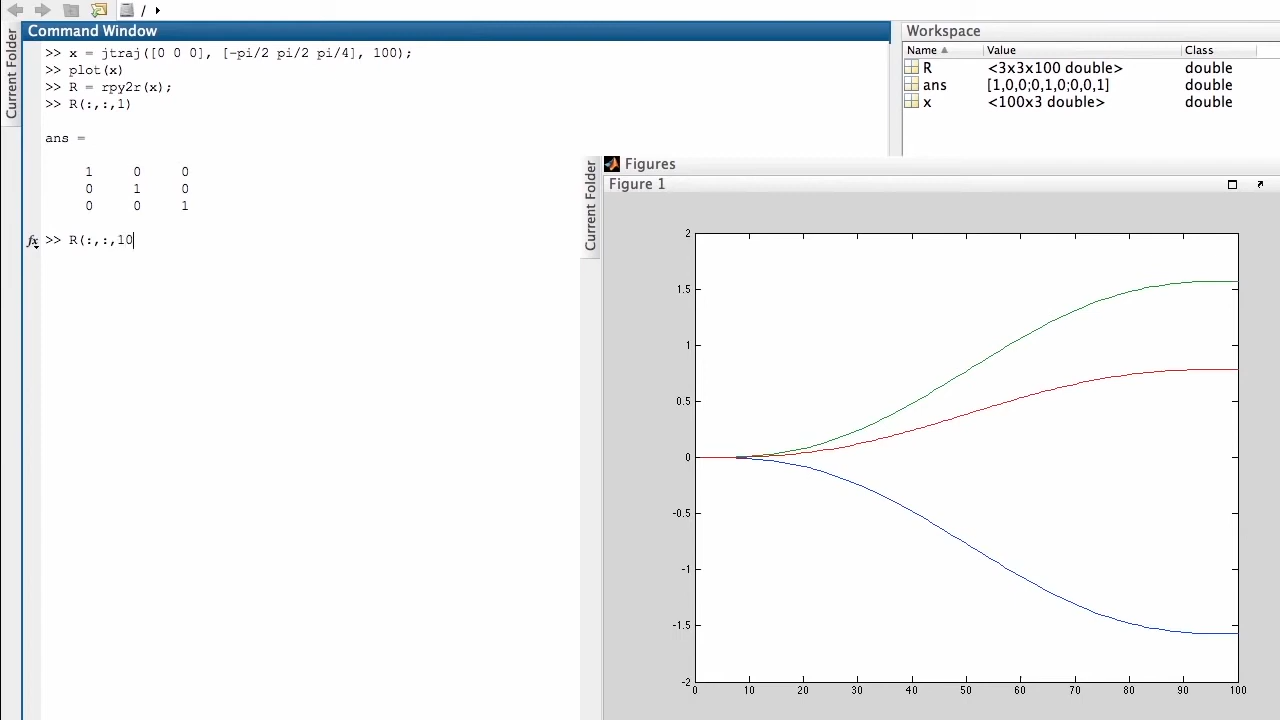 /
Current Folder
Command Window
>> x = jtraj([0 0 0], [-pi/2 pi/2 pi/4], 100);
>> plot(x)
>> R = rpy2r(x);
>> R(:,:,1)
ans =
1 0 0
0 1 0
0 0 1
fx >> R(:,:,10
Workspace
Name Value Class
R <3x3x100 double> double
ans [1,0,0;0,1,0;0,0,1] double
x <100x3 double> double
Current Folder
Figures
Figure 1
2
1.5
1
0.5
0
-0.5
-1
-1.5
-2
0 10 20 30 40 50 60 70 80 90 100